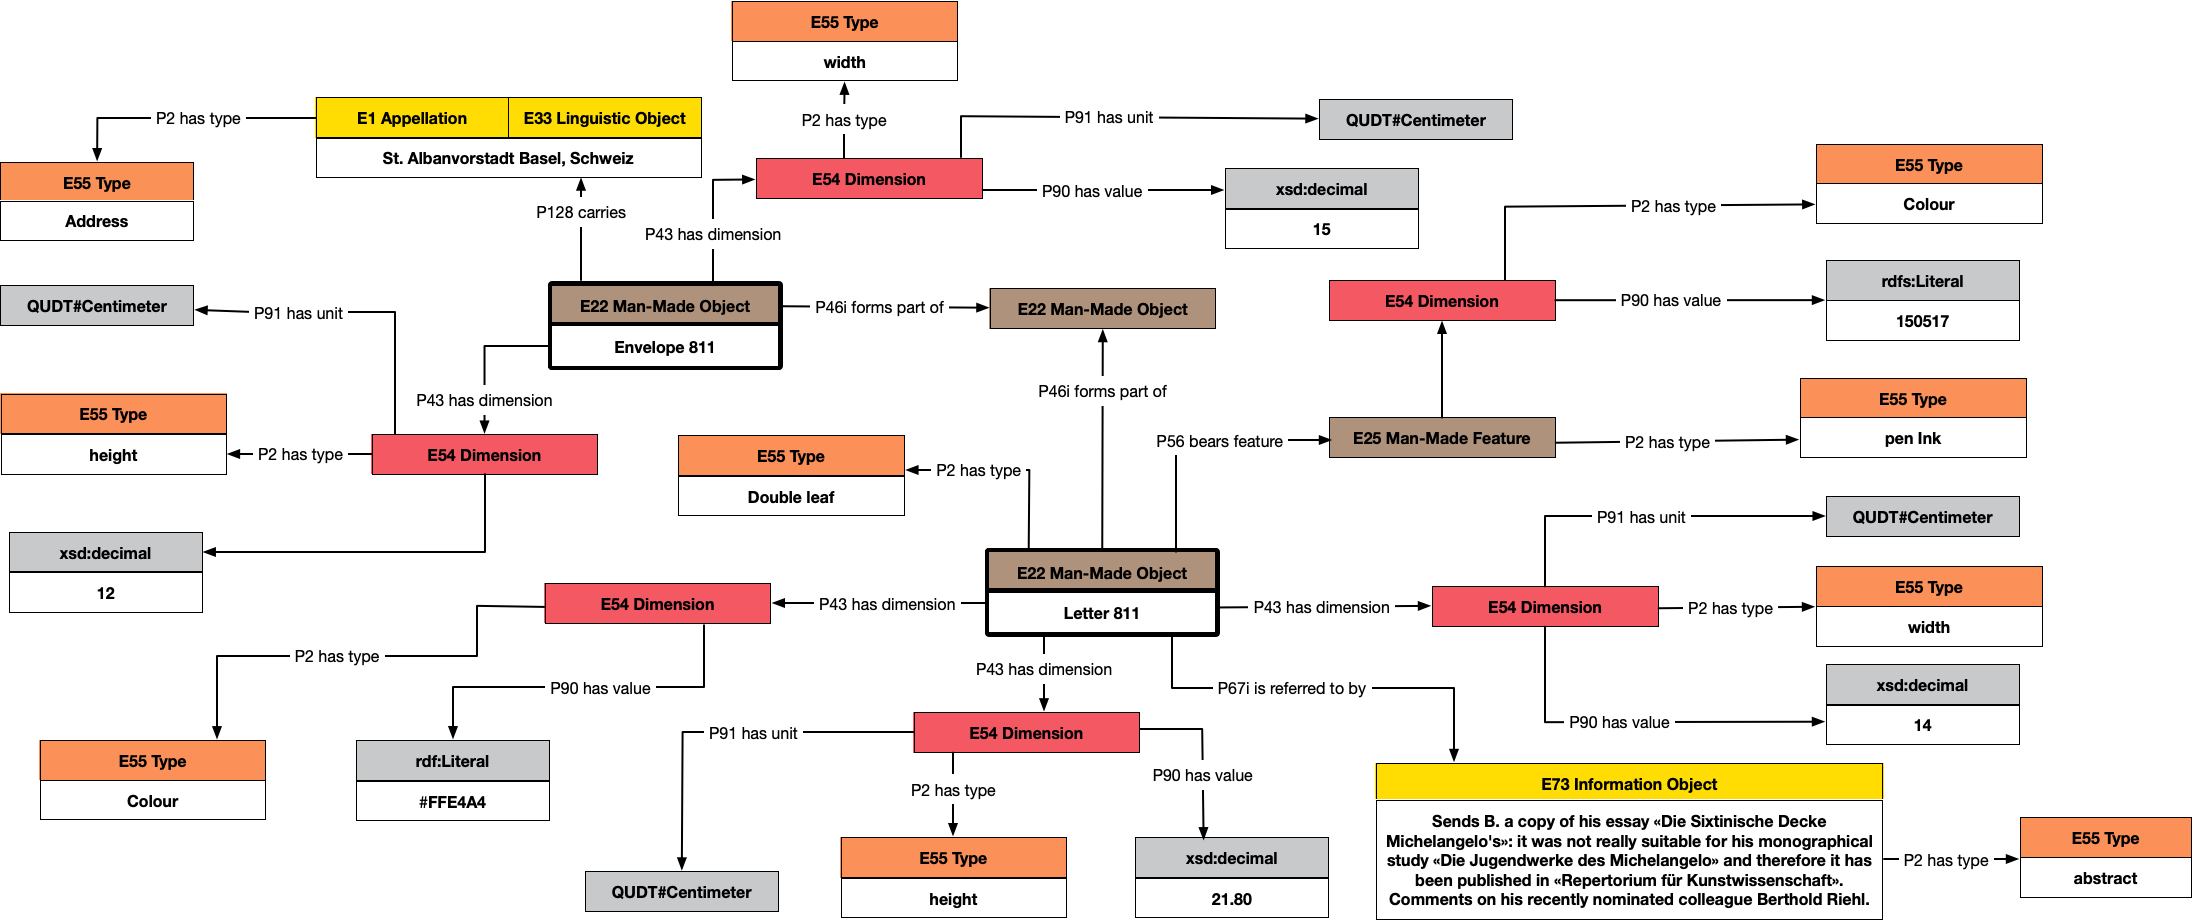 E55 Type
width
E1 Appellation
E33 Linguistic Object
St. Albanvorstadt Basel, Schweiz
P2 has type
E55 Type
Address
P2 has type
P91 has unit
QUDT#Centimeter
E54 Dimension
P90 has value
xsd:decimal
15
P128 carries
P43 has dimension
E55 Type
Colour
P2 has type
E54 Dimension
P90 has value
rdfs:Literal
150517
QUDT#Centimeter
P91 has unit
E22 Man-Made Object
Envelope 811
P46i forms part of
E22 Man-Made Object
P43 has dimension
P46i forms part of
E55 Type
height
P2 has type
E54 Dimension
E55 Type
Double leaf
P2 has type
P56 bears feature
E25 Man-Made Feature
P2 has type
E55 Type
pen Ink
xsd:decimal
12
E22 Man-Made Object
Letter 811
P91 has unit
QUDT#Centimeter
E54 Dimension
P43 has dimension
P43 has dimension
E54 Dimension
P2 has type
E55 Type
width
P2 has type
P90 has value
P43 has dimension
P67i is referred to by
P90 has value
xsd:decimal
14
E55 Type
Colour
rdf:Literal
#FFE4A4
P91 has unit
E54 Dimension
P2 has type
P90 has value
QUDT#Centimeter
E55 Type
height
xsd:decimal
21.80
E73 Information Object
Sends B. a copy of his essay «Die Sixtinische Decke
Michelangelo's»: it was not really suitable for his monographical
study «Die Jugendwerke des Michelangelo» and therefore it has
been published in «Repertorium für Kunstwissenschaft».
Comments on his recently nominated colleague Berthold Riehl.
P2 has type
E55 Type
abstract